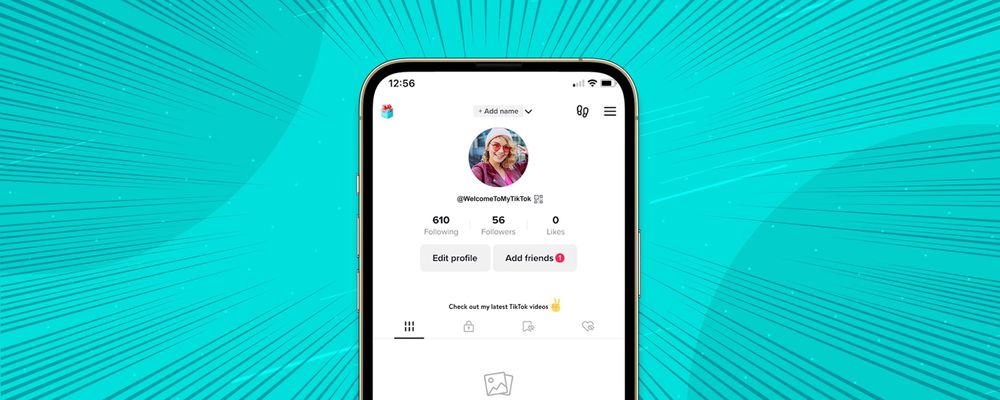 12:56
+ Add name
@WelcomeToMyTikTok
610 56 0
Following Followers Likes
Edit profile Add friends 1
Check out my latest TikTok videos